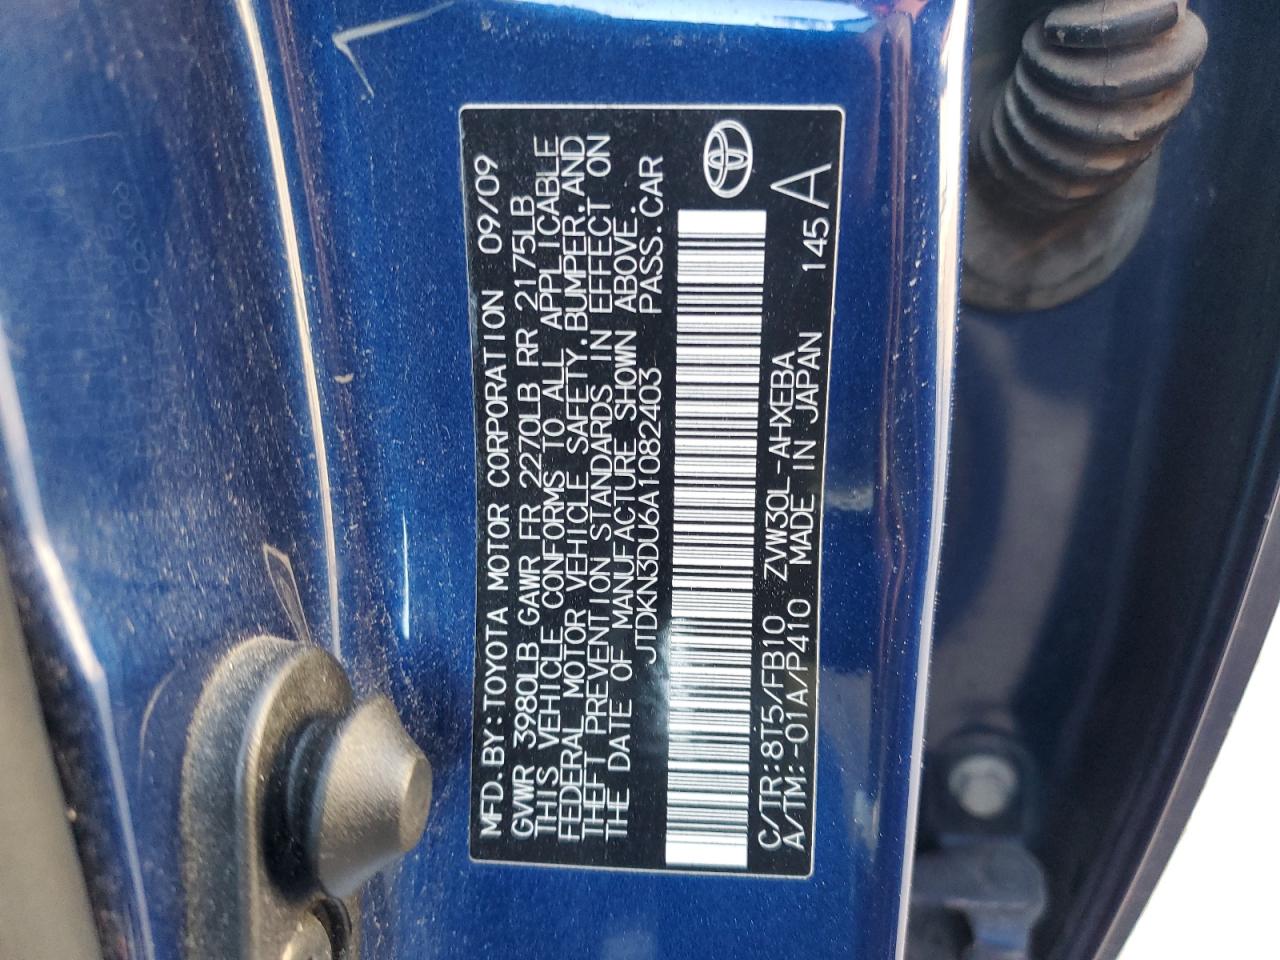 MFD.BY:TOYOTA MOTOR CORPORATION 09/09
GVWR 3980LB GAWR FR 2270LB RR 2175LB
THIS VEHICLE CONFORMS TO ALL APPLICABLE
FEDERAL MOTOR VEHICLE SAFETY,BUMPER,AND
THEFT PREVENTION STANDARDS IN EFFECT ON
THE DATE OF MANUFACTURE SHOWN ABOVE.
JTDKN3DU6A1082403 PASS.CAR
C/TR:8T5/FB10 ZVW30L-AHXEBA
A/TM:-01A/P410 MADE IN JAPAN 145 A